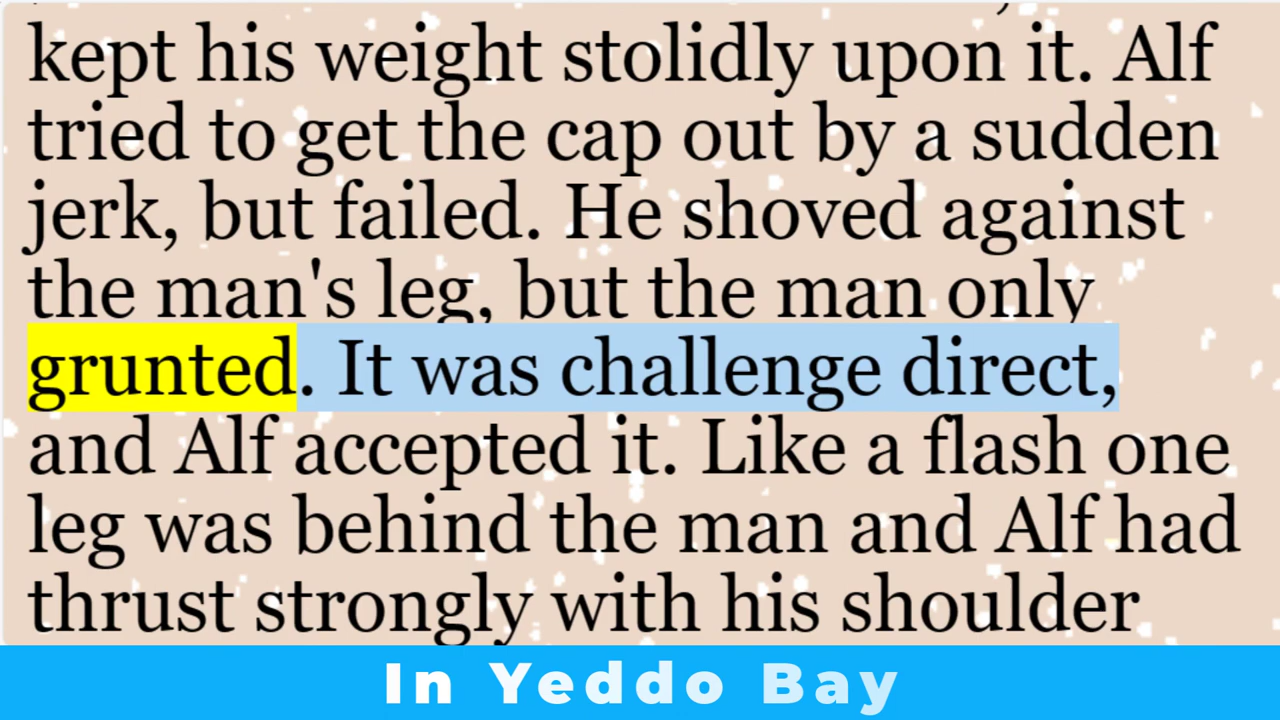 kept his weight stolidly upon it. Alf
tried to get the cap out by a sudden
jerk, but failed. He shoved against
the man's leg, but the man only
grunted. It was challenge direct,
and Alf accepted it. Like a flash one
leg was behind the man and Alf had
thrust strongly with his shoulder
In Yeddo Bay